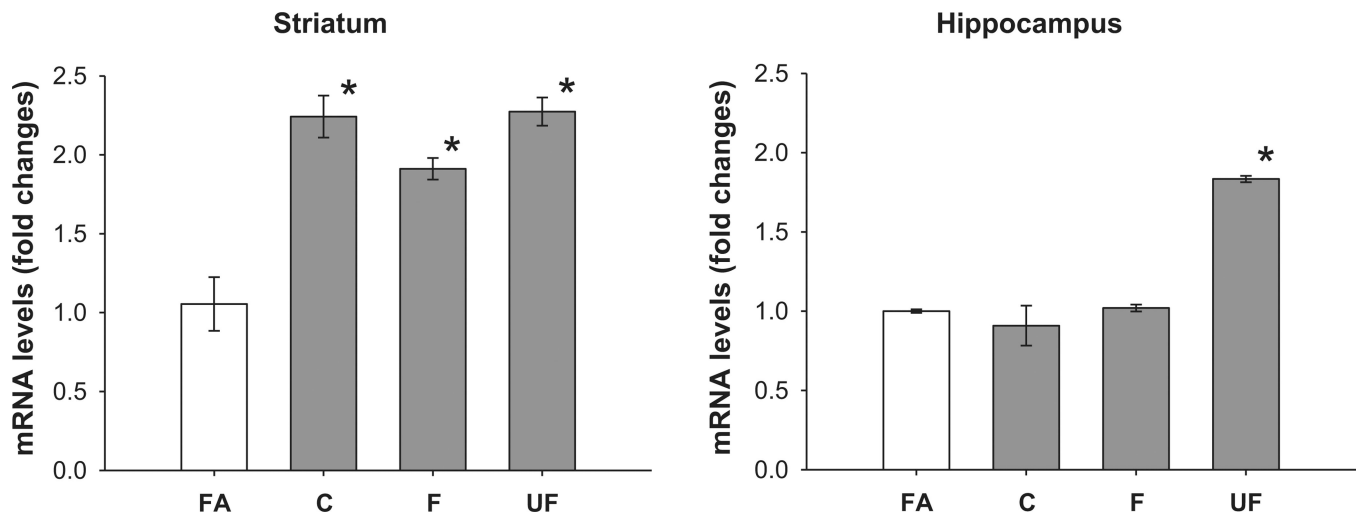 Striatum
mRNA levels (fold changes)
2.5
2.0
1.5
1.0
0.5
0.0
*
*
*
FA C F UF
Hippocampus
mRNA levels (fold changes)
2.5
2.0
1.5
1.0
0.5
0.0
*
FA C F UF